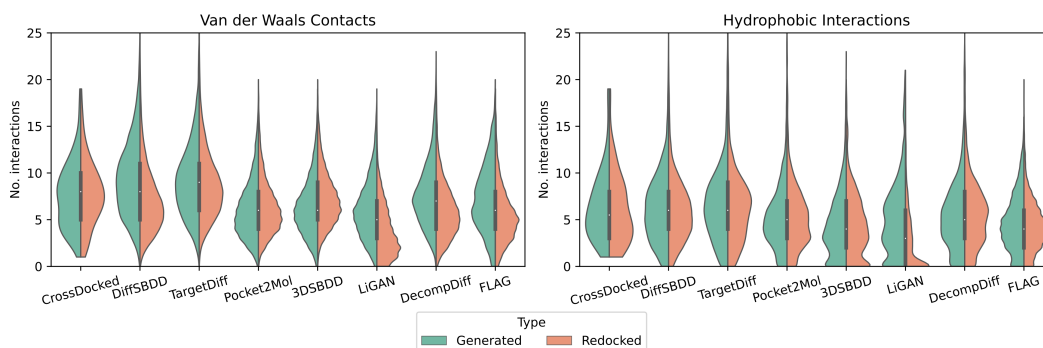 Van der Waals Contacts
No. interactions
25
20
15
10
5
0
CrossDocked
DiffSBDD
TargetDiff
Pocket2Mol
3DSBDD
LiGAN
DecompDiff
FLAG
Hydrophobic Interactions
No. interactions
25
20
15
10
5
0
CrossDocked
DiffSBDD
TargetDiff
Pocket2Mol
3DSBDD
LiGAN
DecompDiff
FLAG
Type
Generated
Redocked